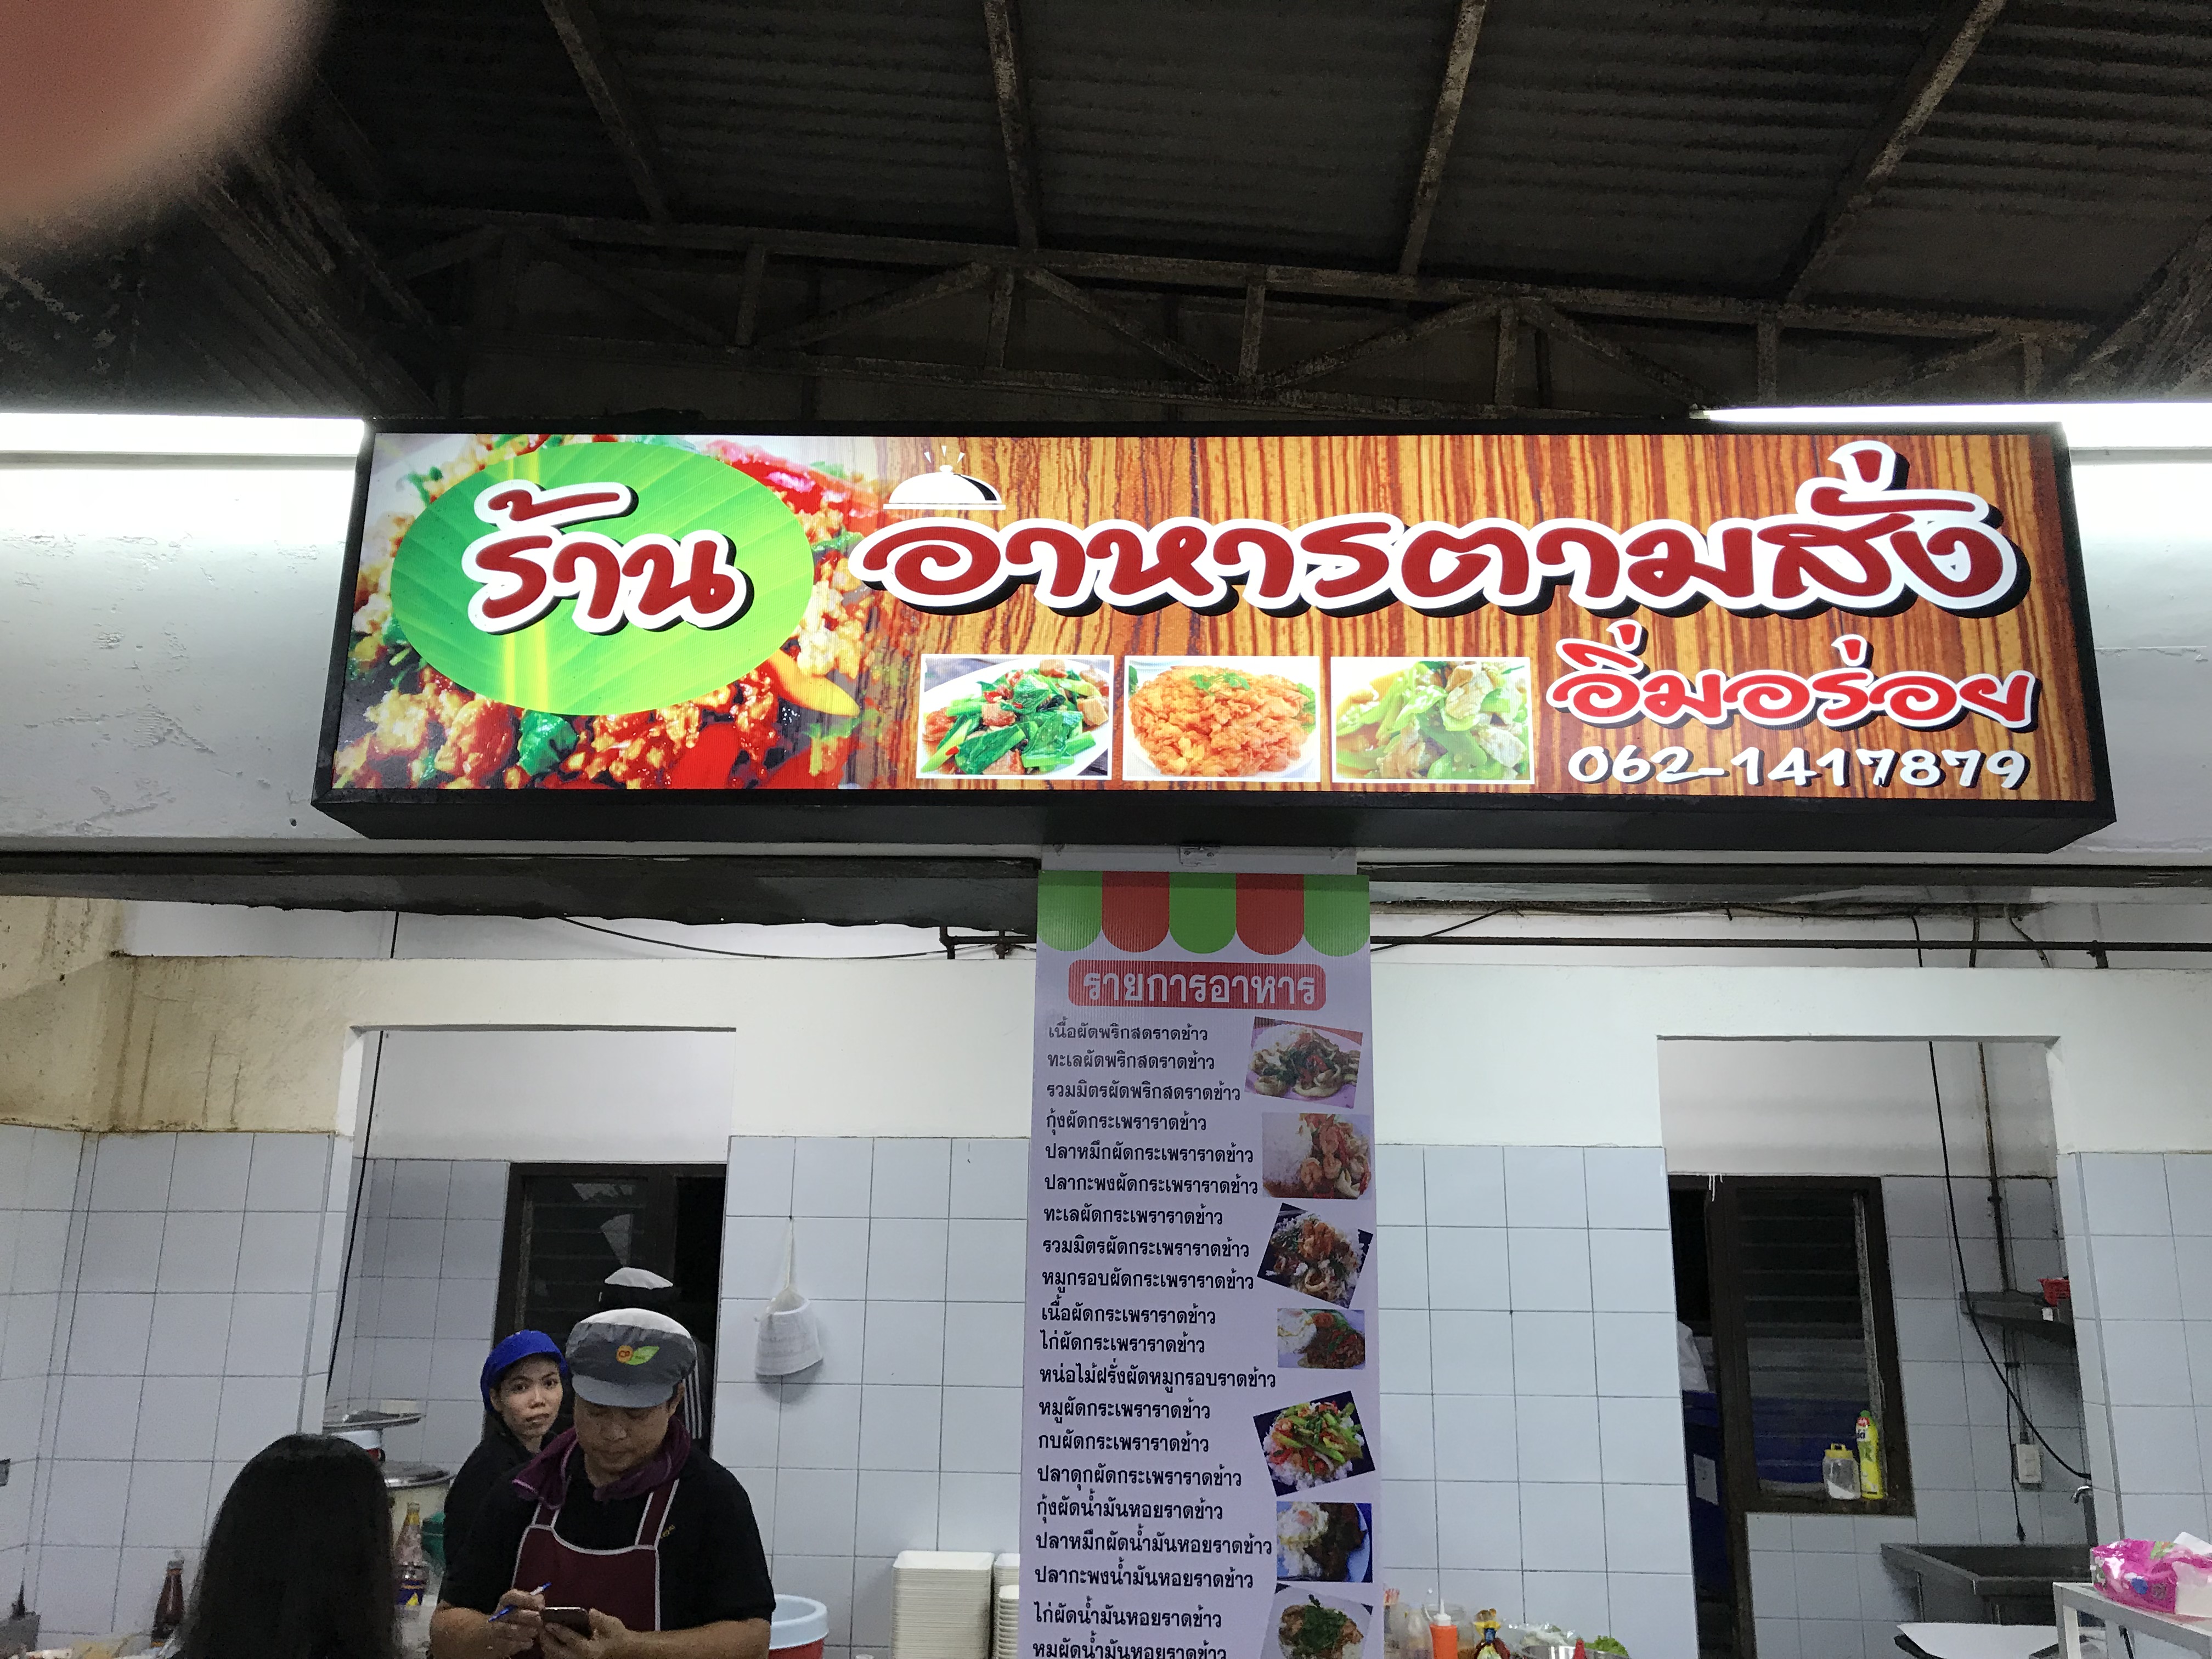 ร้าน
อาหารตามสั่ง
อิ่มอร่อย
062-1417879
รายการอาหาร
เนื้อผัดพริกสดราดข้าว
ทะเลผัดพริกสดราดข้าว
รวมมิตรผัดพริกสดราดข้าว
กุ้งผัดกระเพราราดข้าว
ปลาหมึกผัดกระเพราราดข้าว
ปลากะพงผัดกระเพราราดข้าว
ทะเลผัดกระเพราราดข้าว
รวมมิตรผัดกระเพราราดข้าว
หมูกรอบผัดกระเพราราดข้าว
เนื้อผัดกระเพราราดข้าว
ไก่ผัดกระเพราราดข้าว
หน่อไม้ฝรั่งผัดหมูกรอบราดข้าว
หมูผัดกระเพราราดข้าว
กบผัดกระเพราราดข้าว
ปลาดุกผัดกระเพราราดข้าว
กุ้งผัดน้ำมันหอยราดข้าว
ปลาหมึกผัดน้ำมันหอยราดข้าว
ปลากะพงน้ำมันหอยราดข้าว
ไก่ผัดน้ำมันหอยราดข้าว
หมูผัดน้ำมันหอยราดข้าว